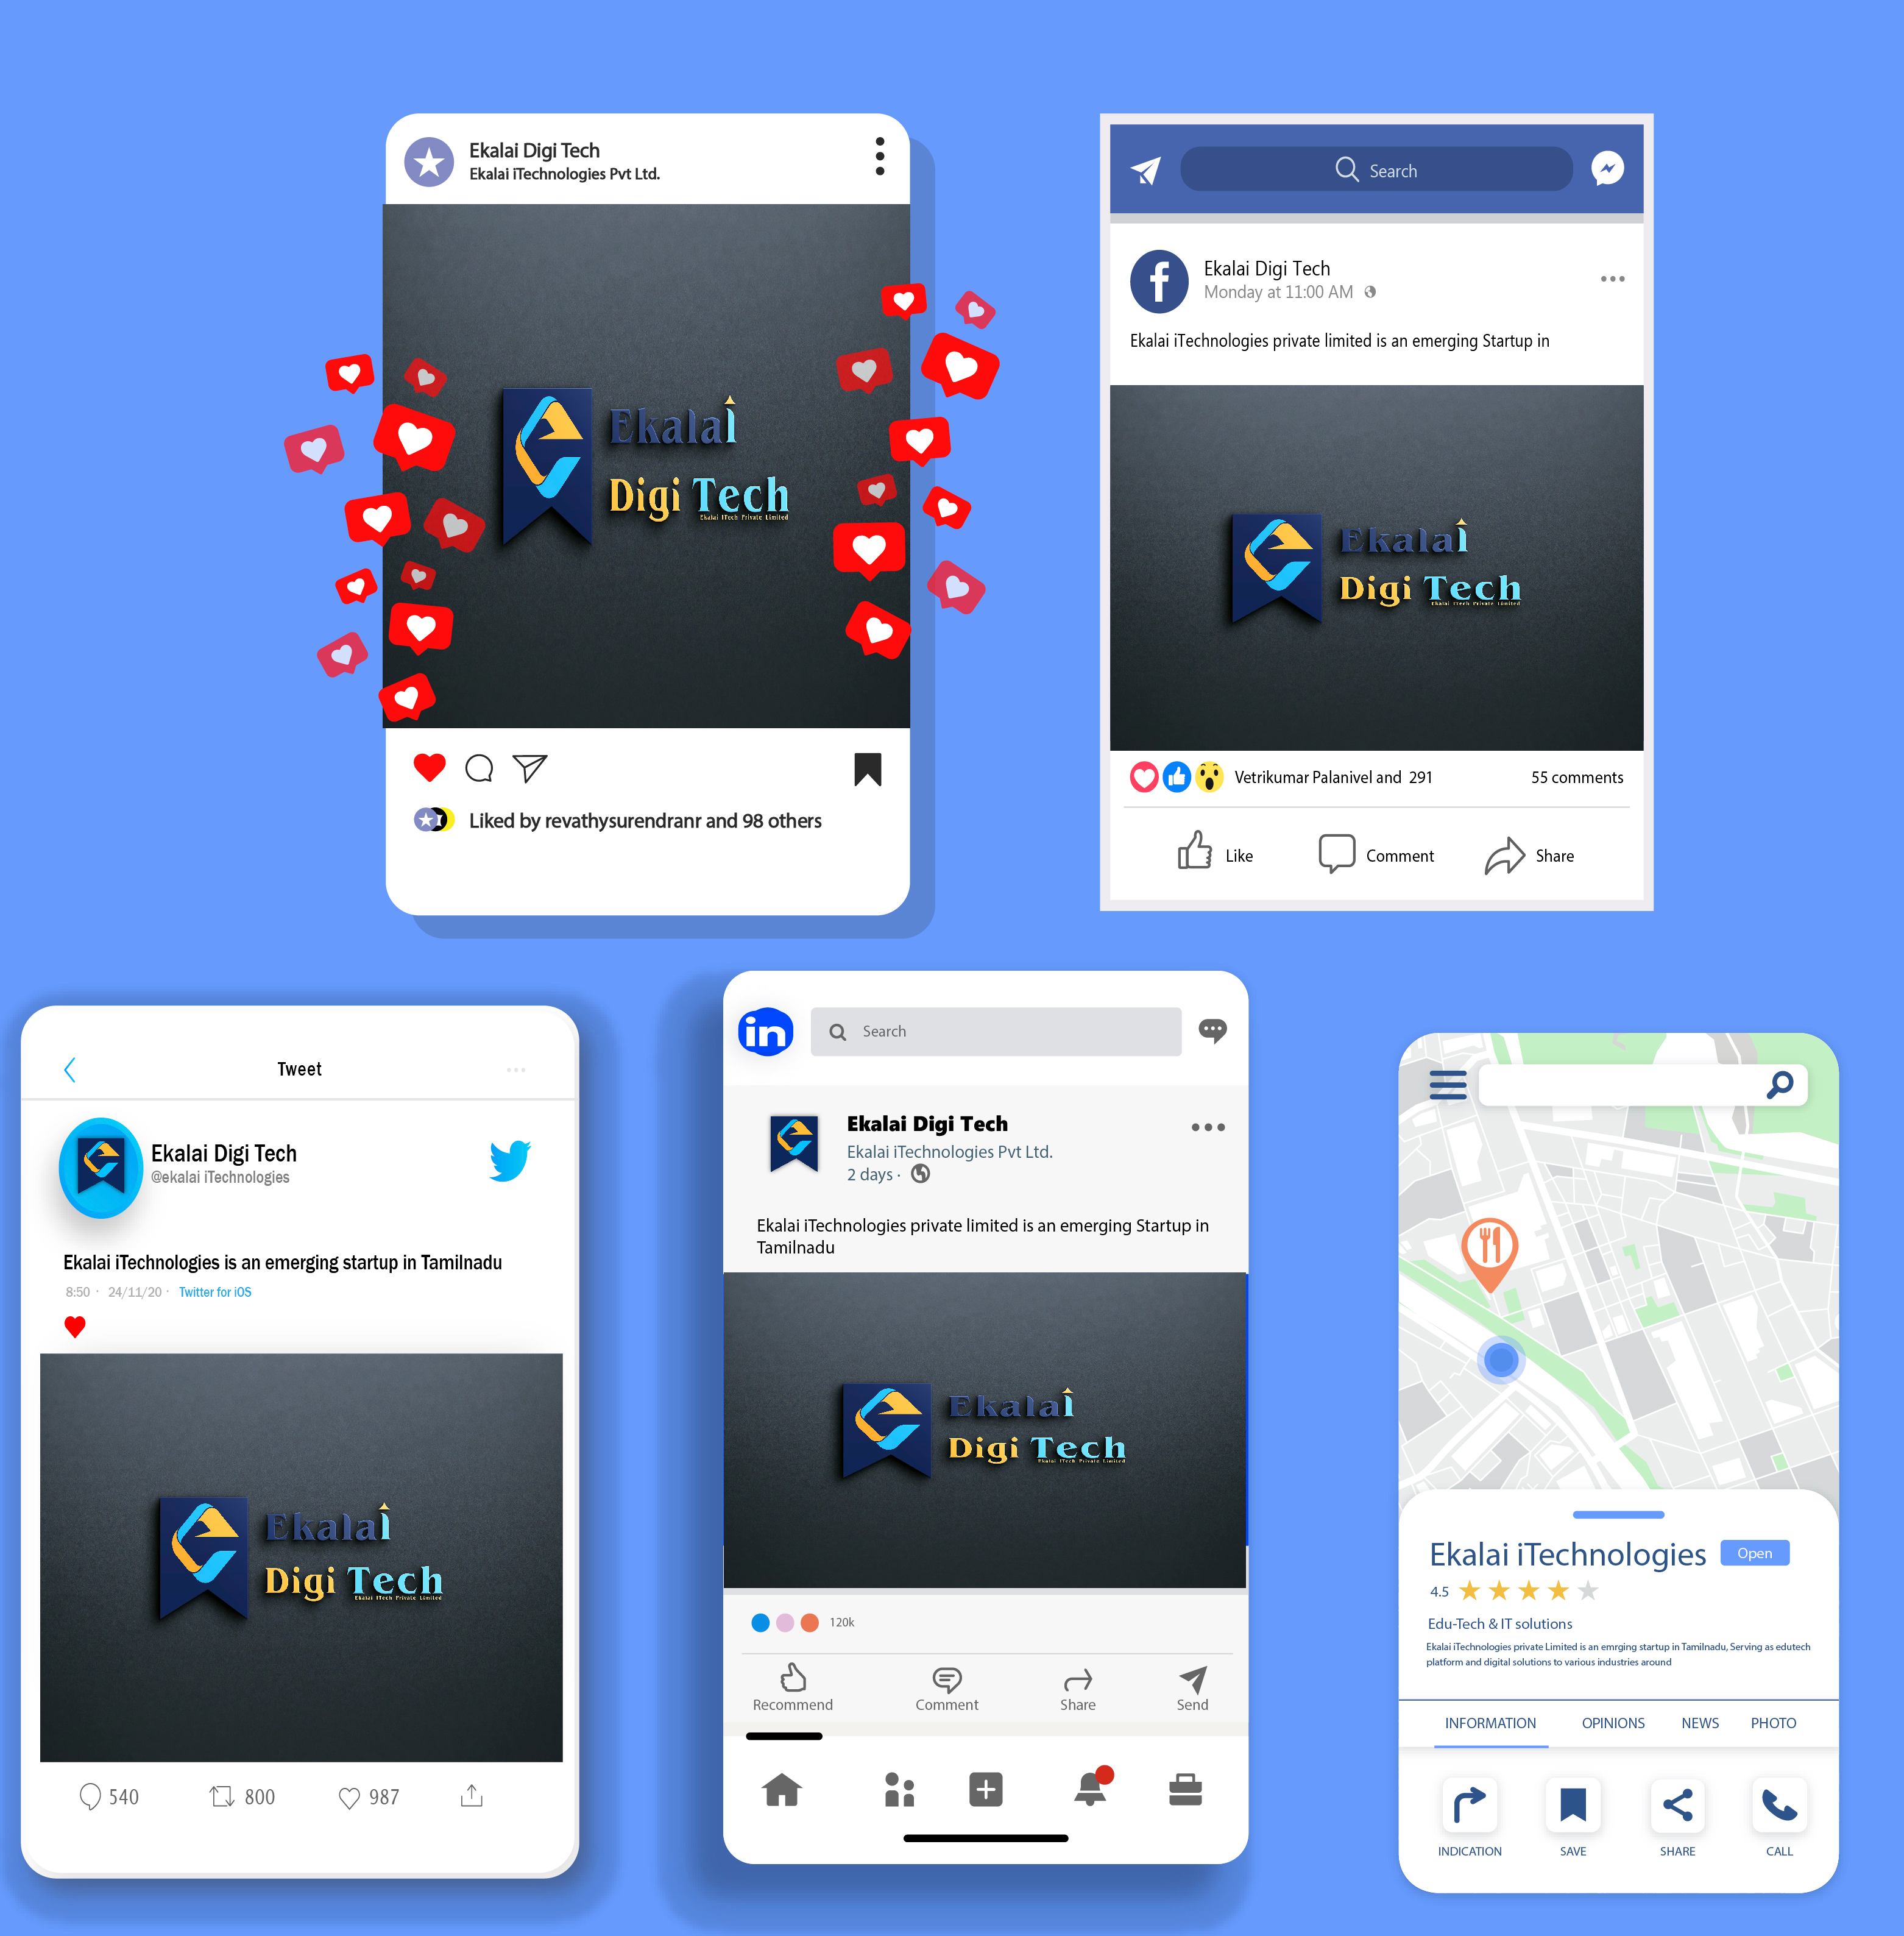 Ekalai Digi Tech
Ekalai iTechnologies Pvt Ltd.
Ekalai
Digi Tech
Ekalai ITech Private Limited
Liked by revathysurendranr and 98 others
Search
f
Ekalai Digi Tech
Monday at 11:00 AM
Ekalai iTechnologies private limited is an emerging Startup in
Ekalai
Digi Tech
Ekalai ITech Private Limited
Vetrikumar Palanivel and 291
55 comments
Like
Comment
Share
Tweet
Ekalai Digi Tech
@ekalai iTechnologies
Ekalai iTechnologies is an emerging startup in Tamilnadu
8:50 · 24/11/20 · Twitter for iOS
Ekalai
Digi Tech
Ekalai ITech Private Limited
540
800
987
in
Search
Ekalai Digi Tech
Ekalai iTechnologies Pvt Ltd.
2 days ·
Ekalai iTechnologies private limited is an emerging Startup in
Tamilnadu
Ekalai
Digi Tech
Ekalai ITech Private Limited
120k
Recommend
Comment
Share
Send
Ekalai iTechnologies
Open
4.5
Edu-Tech & IT solutions
Ekalai iTechnologies private Limited is an emrging startup in Tamilnadu, Serving as edutech
platform and digital solutions to various industries around
INFORMATION
OPINIONS
NEWS
PHOTO
INDICATION
SAVE
SHARE
CALL